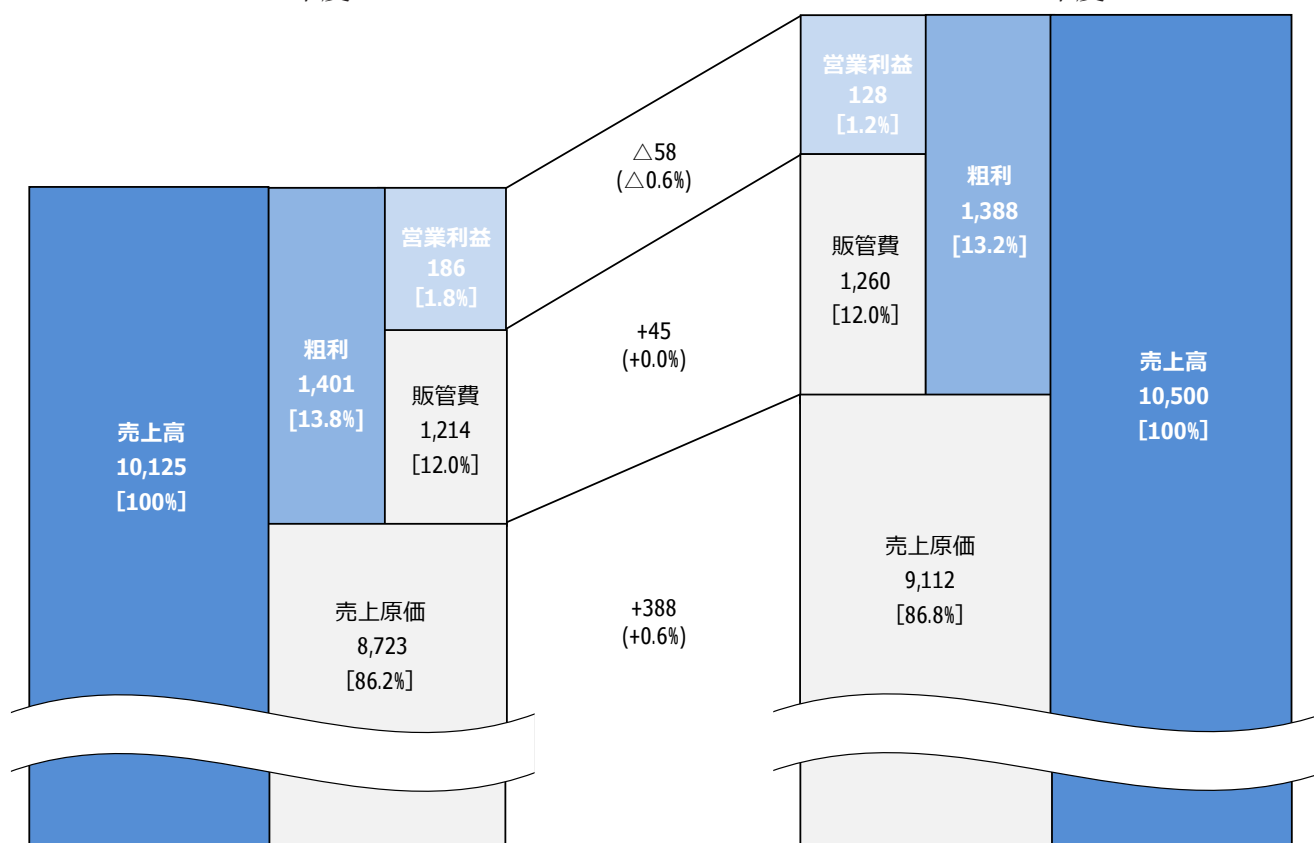 売上高
10,125
[100%]
粗利
1,401
[13.8%]
営業利益
186
[1.8%]
販管費
1,214
[12.0%]
売上原価
8,723
[86.2%]
△58
(△0.6%)
+45
(+0.0%)
+388
(+0.6%)
営業利益
128
[1.2%]
販管費
1,260
[12.0%]
粗利
1,388
[13.2%]
売上原価
9,112
[86.8%]
売上高
10,500
[100%]